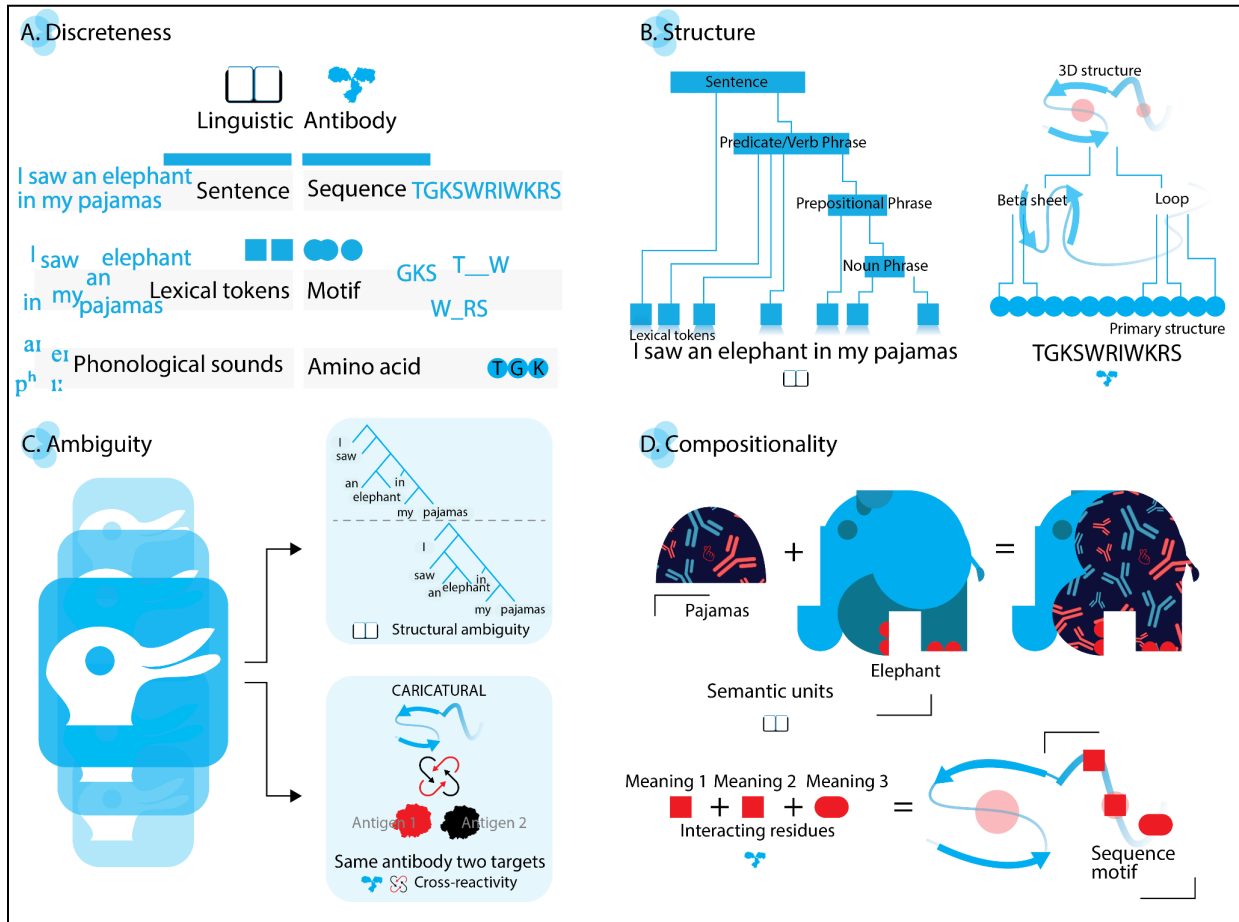 A. Discreteness
Linguistic Antibody
I saw an elephant
in my pajamas
Sentence
Sequence
TGKSWRIWKRS
I
saw
elephant
an
in
my
pajamas
Lexical tokens
Motif
GKS
T__W
W_RS
Phonological sounds
Amino acid
T G K
B. Structure
Sentence
Predicate/Verb Phrase
Prepositional Phrase
Noun Phrase
Lexical tokens
I saw an elephant in my pajamas
3D structure
Beta sheet
Loop
Primary structure
TGKSWRIWKRS
C. Ambiguity
I
saw
an
elephant
in
my
pajamas
I
saw
an
elephant
in
my
pajamas
Structural ambiguity
CARICATURAL
Antigen 1
Antigen 2
Same antibody two targets
Cross-reactivity
D. Compositionality
+
=
Pajamas
Elephant
Semantic units
Meaning 1 Meaning 2 Meaning 3
+ + =
Interacting residues
Sequence
motif